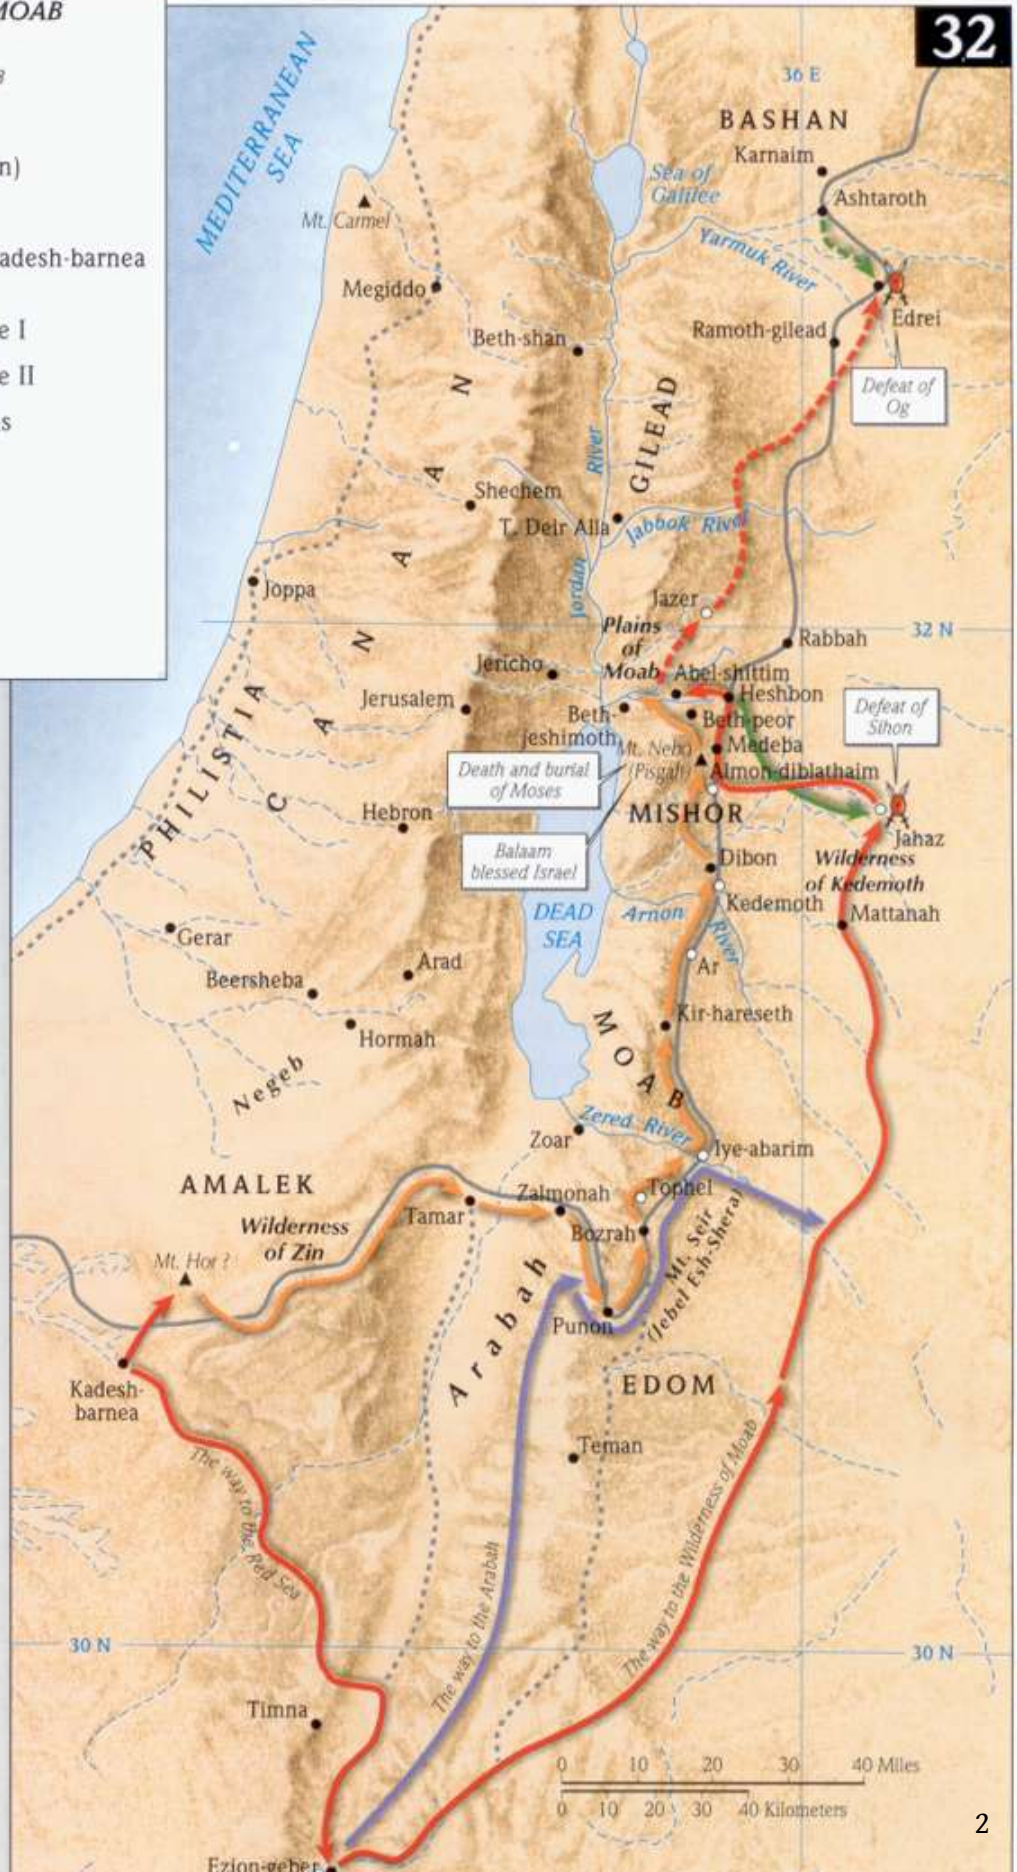 MOAB
32
n)
adesh-barnea
e I
e II
s
MEDITERRANEAN
SEA
36 E
BASHAN
Karnaim
Ashtaroth
Sea of
Galilee
Mt. Carmel
Yarmuk River
Megiddo
Edrei
Ramoth-gilead
Beth-shan
Defeat of
Og
GILEAD
River
Shechem
T. Deir Alla
Jabbok River
Jordan
Joppa
Jazer
32 N
Plains
of
Moab
Rabbah
Jericho
Abel-shittim
Heshbon
Jerusalem
Beth-
jeshimoth
Beth-peor
Defeat of
Sihon
Mt. Nebo
(Pisgah)
Medeba
Death and burial
of Moses
Almon-diblathaim
PHILISTIA
CANAAN
MISHOR
Hebron
Jahaz
Balaam
blessed Israel
Dibon
Wilderness
of Kedemoth
Kedemoth
DEAD
SEA
Arnon
River
Mattanah
Gerar
Ar
Arad
Beersheba
Kir-hareseth
Hormah
MOAB
Negeb
Zered River
Zoar
Iye-abarim
AMALEK
Zalmonah
Tophel
Tamar
Wilderness
of Zin
Bozrah
Mt. Hor ?
Mt. Seir
(Jebel Esh-Shera)
Arabah
Punon
Kadesh-
barnea
EDOM
Teman
The way to the Red Sea
The way to the Arabah
The way to the Wilderness of Moab
30 N
30 N
Timna
0 10 20 30 40 Miles
0 10 20 30 40 Kilometers
2
Ezion-geber